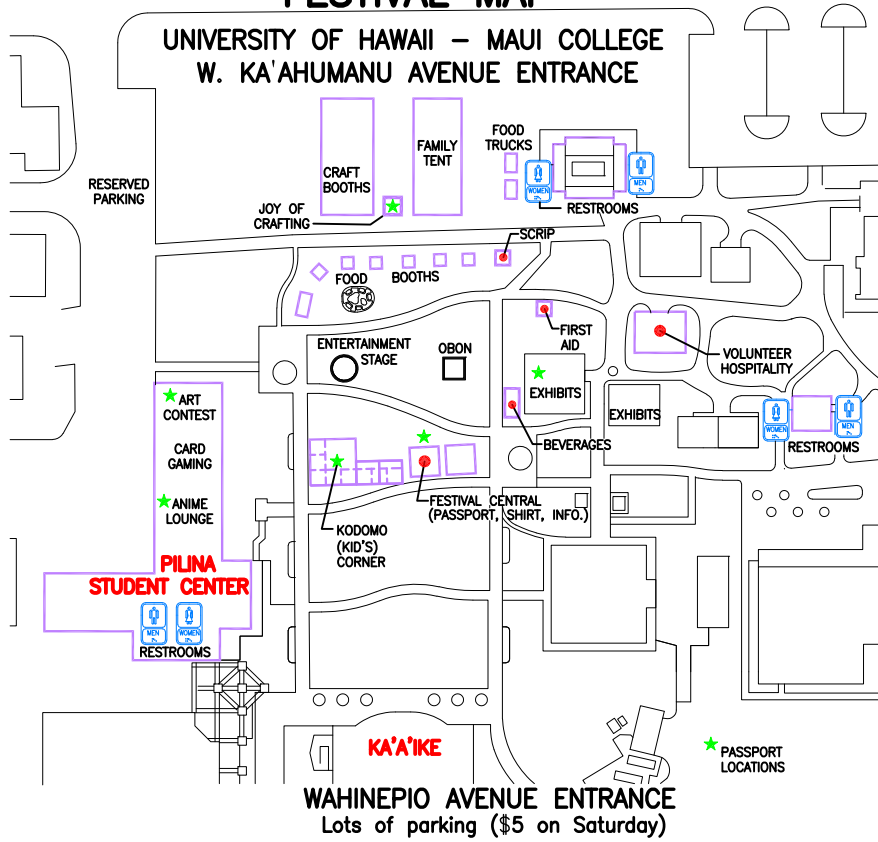 FESTIVAL MAP
UNIVERSITY OF HAWAII – MAUI COLLEGE
W. KA'AHUMANU AVENUE ENTRANCE
FOOD
TRUCKS
FAMILY
TENT
CRAFT
BOOTHS
WOMEN
MEN
RESERVED
PARKING
JOY OF
CRAFTING
RESTROOMS
SCRIP
FOOD
BOOTHS
FIRST
AID
ENTERTAINMENT
STAGE
OBON
VOLUNTEER
HOSPITALITY
EXHIBITS
EXHIBITS
ART
CONTEST
WOMEN
MEN
RESTROOMS
BEVERAGES
CARD
GAMING
ANIME
LOUNGE
FESTIVAL CENTRAL
(PASSPORT, SHIRT, INFO.)
KODOMO
(KID'S)
CORNER
PILINA
STUDENT CENTER
MEN
WOMEN
RESTROOMS
KA'A'IKE
PASSPORT
LOCATIONS
WAHINEPIO AVENUE ENTRANCE
Lots of parking ($5 on Saturday)